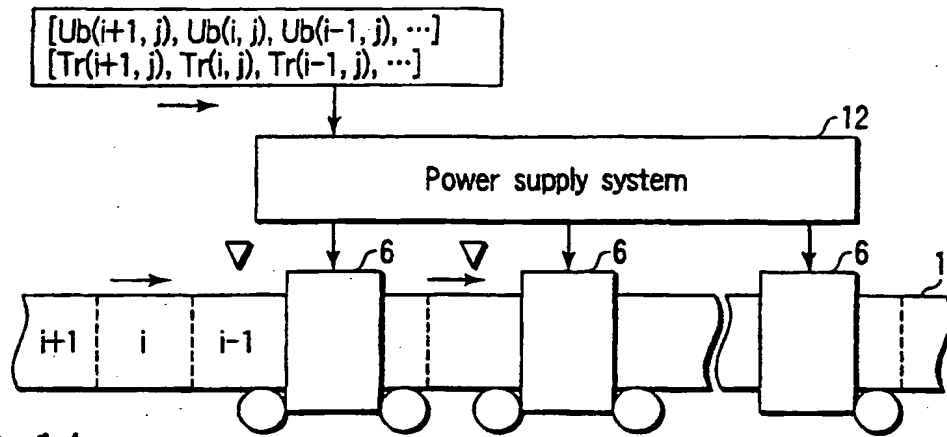 [Ub(i+1, j), Ub(i, j), Ub(i-1, j), ···]
[Tr(i+1, j), Tr(i, j), Tr(i-1, j), ···]
12
Power supply system
6 6 6
1
i+1 i i-1